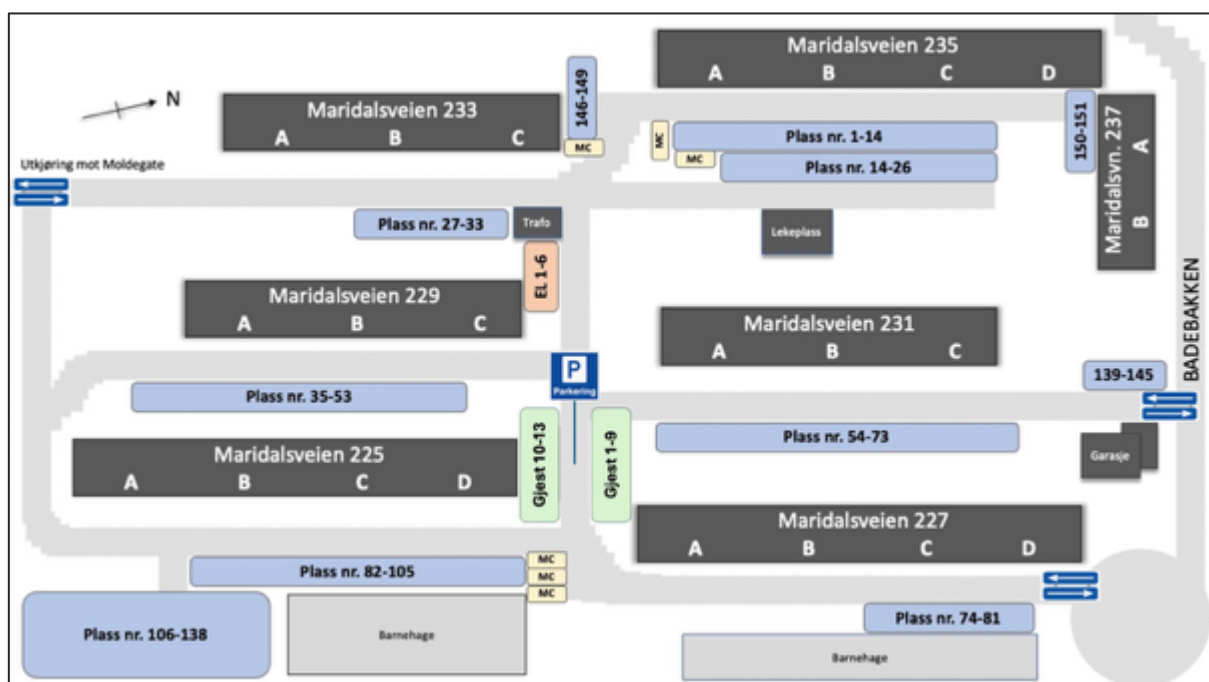 Maridalsveien 235
A B C D
N
146-149
Maridalsveien 233
A B C
MC
MC
MC
Plass nr. 1-14
Plass nr. 14-26
150-151
Maridalsvn. 237
A
B
Utkjøring mot Moldegate
Plass nr. 27-33
Trafo
Lekeplass
EL 1-6
Maridalsveien 229
A B C
Maridalsveien 231
A B C
BADEBAKKEN
P
Parkering
139-145
Plass nr. 35-53
Gjest 10-13
Gjest 1-9
Plass nr. 54-73
Garasje
Maridalsveien 225
A B C D
Maridalsveien 227
A B C D
MC
MC
MC
Plass nr. 82-105
Plass nr. 106-138
Barnehage
Plass nr. 74-81
Barnehage